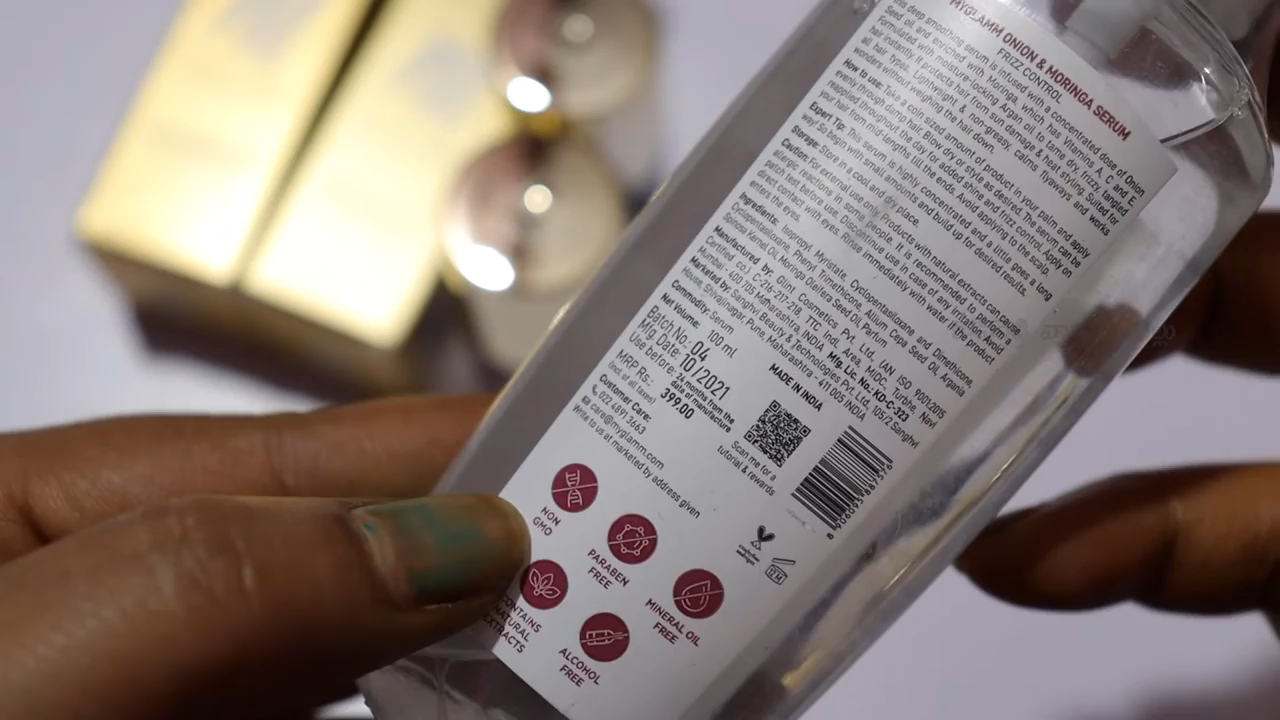 MYGLAMM ONION & MORINGA SERUM
FRIZZ CONTROL
this deep smoothing serum is infused with a concentrated dose of Onion
Seed oil, and enriched with Moringa, which has Vitamins A, C and E.
Formulated with moisture-locking Argan oil to tame dry, frizzy, tangled
hair instantly. It protects hair from sun damage & heat styling. Suited for
all hair types. Lightweight & non-greasy, calms flyaways and works
wonders without weighing the hair down.
How to use: Take a coin sized amount of product in your palm and apply
evenly through damp hair. Blow dry or style as desired. The serum can be
reapplied throughout the day for added shine and frizz control. Apply on
your hair from mid-lengths till the ends. Avoid applying to the scalp.
Expert Tip: This serum is highly concentrated and a little goes a long
way! So begin with small amounts and build up for desired results.
Storage: Store in a cool and dry place.
Caution: For external use only. Products with natural extracts can cause
allergic reactions in some people. It is recommended to perform a
patch test before use. Discontinue use in case of any irritation. Avoid
direct contact with eyes. Rinse immediately with water if the product
enters the eyes.
Ingredients: Isopropyl Myristate, Cyclopentasiloxane and Dimethicone,
Cyclopentasiloxane, Phenyl Trimethicone, Allium Cepa Seed Oil, Argania
Spinosa Kernel Oil, Moringa Oleifera Seed Oil, Parfum
Manufactured by: Glint Cosmetics Pvt. Ltd., (AN ISO 9001:2015
Certified co.), C-216-217-218, TTC Indl. Area, MIDC, Turbhe, Navi
Mumbai - 400 705 Maharashtra, INDIA. Mfg. Lic. No.: KD-C-323
Marketed by: Sanghvi Beauty & Technologies Pvt. Ltd. 105/2 Sanghvi
House, Shivajinagar, Pune, Maharashtra - 411 005 INDIA
Commodity: Serum
Net Volume: 100 ml
Batch No.: 04
Mfg. Date: 10/2021
Use before: 24 months from the
date of manufacture
MRP Rs.: 399.00
(incl. of all taxes)
Customer Care:
022 4891 3663
care@myglamm.com
Write to us at marketed by address given
MADE IN INDIA
Scan me for a
tutorial & rewards
NON
GMO
PARABEN
FREE
MINERAL OIL
FREE
CONTAINS
NATURAL
EXTRACTS
ALCOHOL
FREE
12M